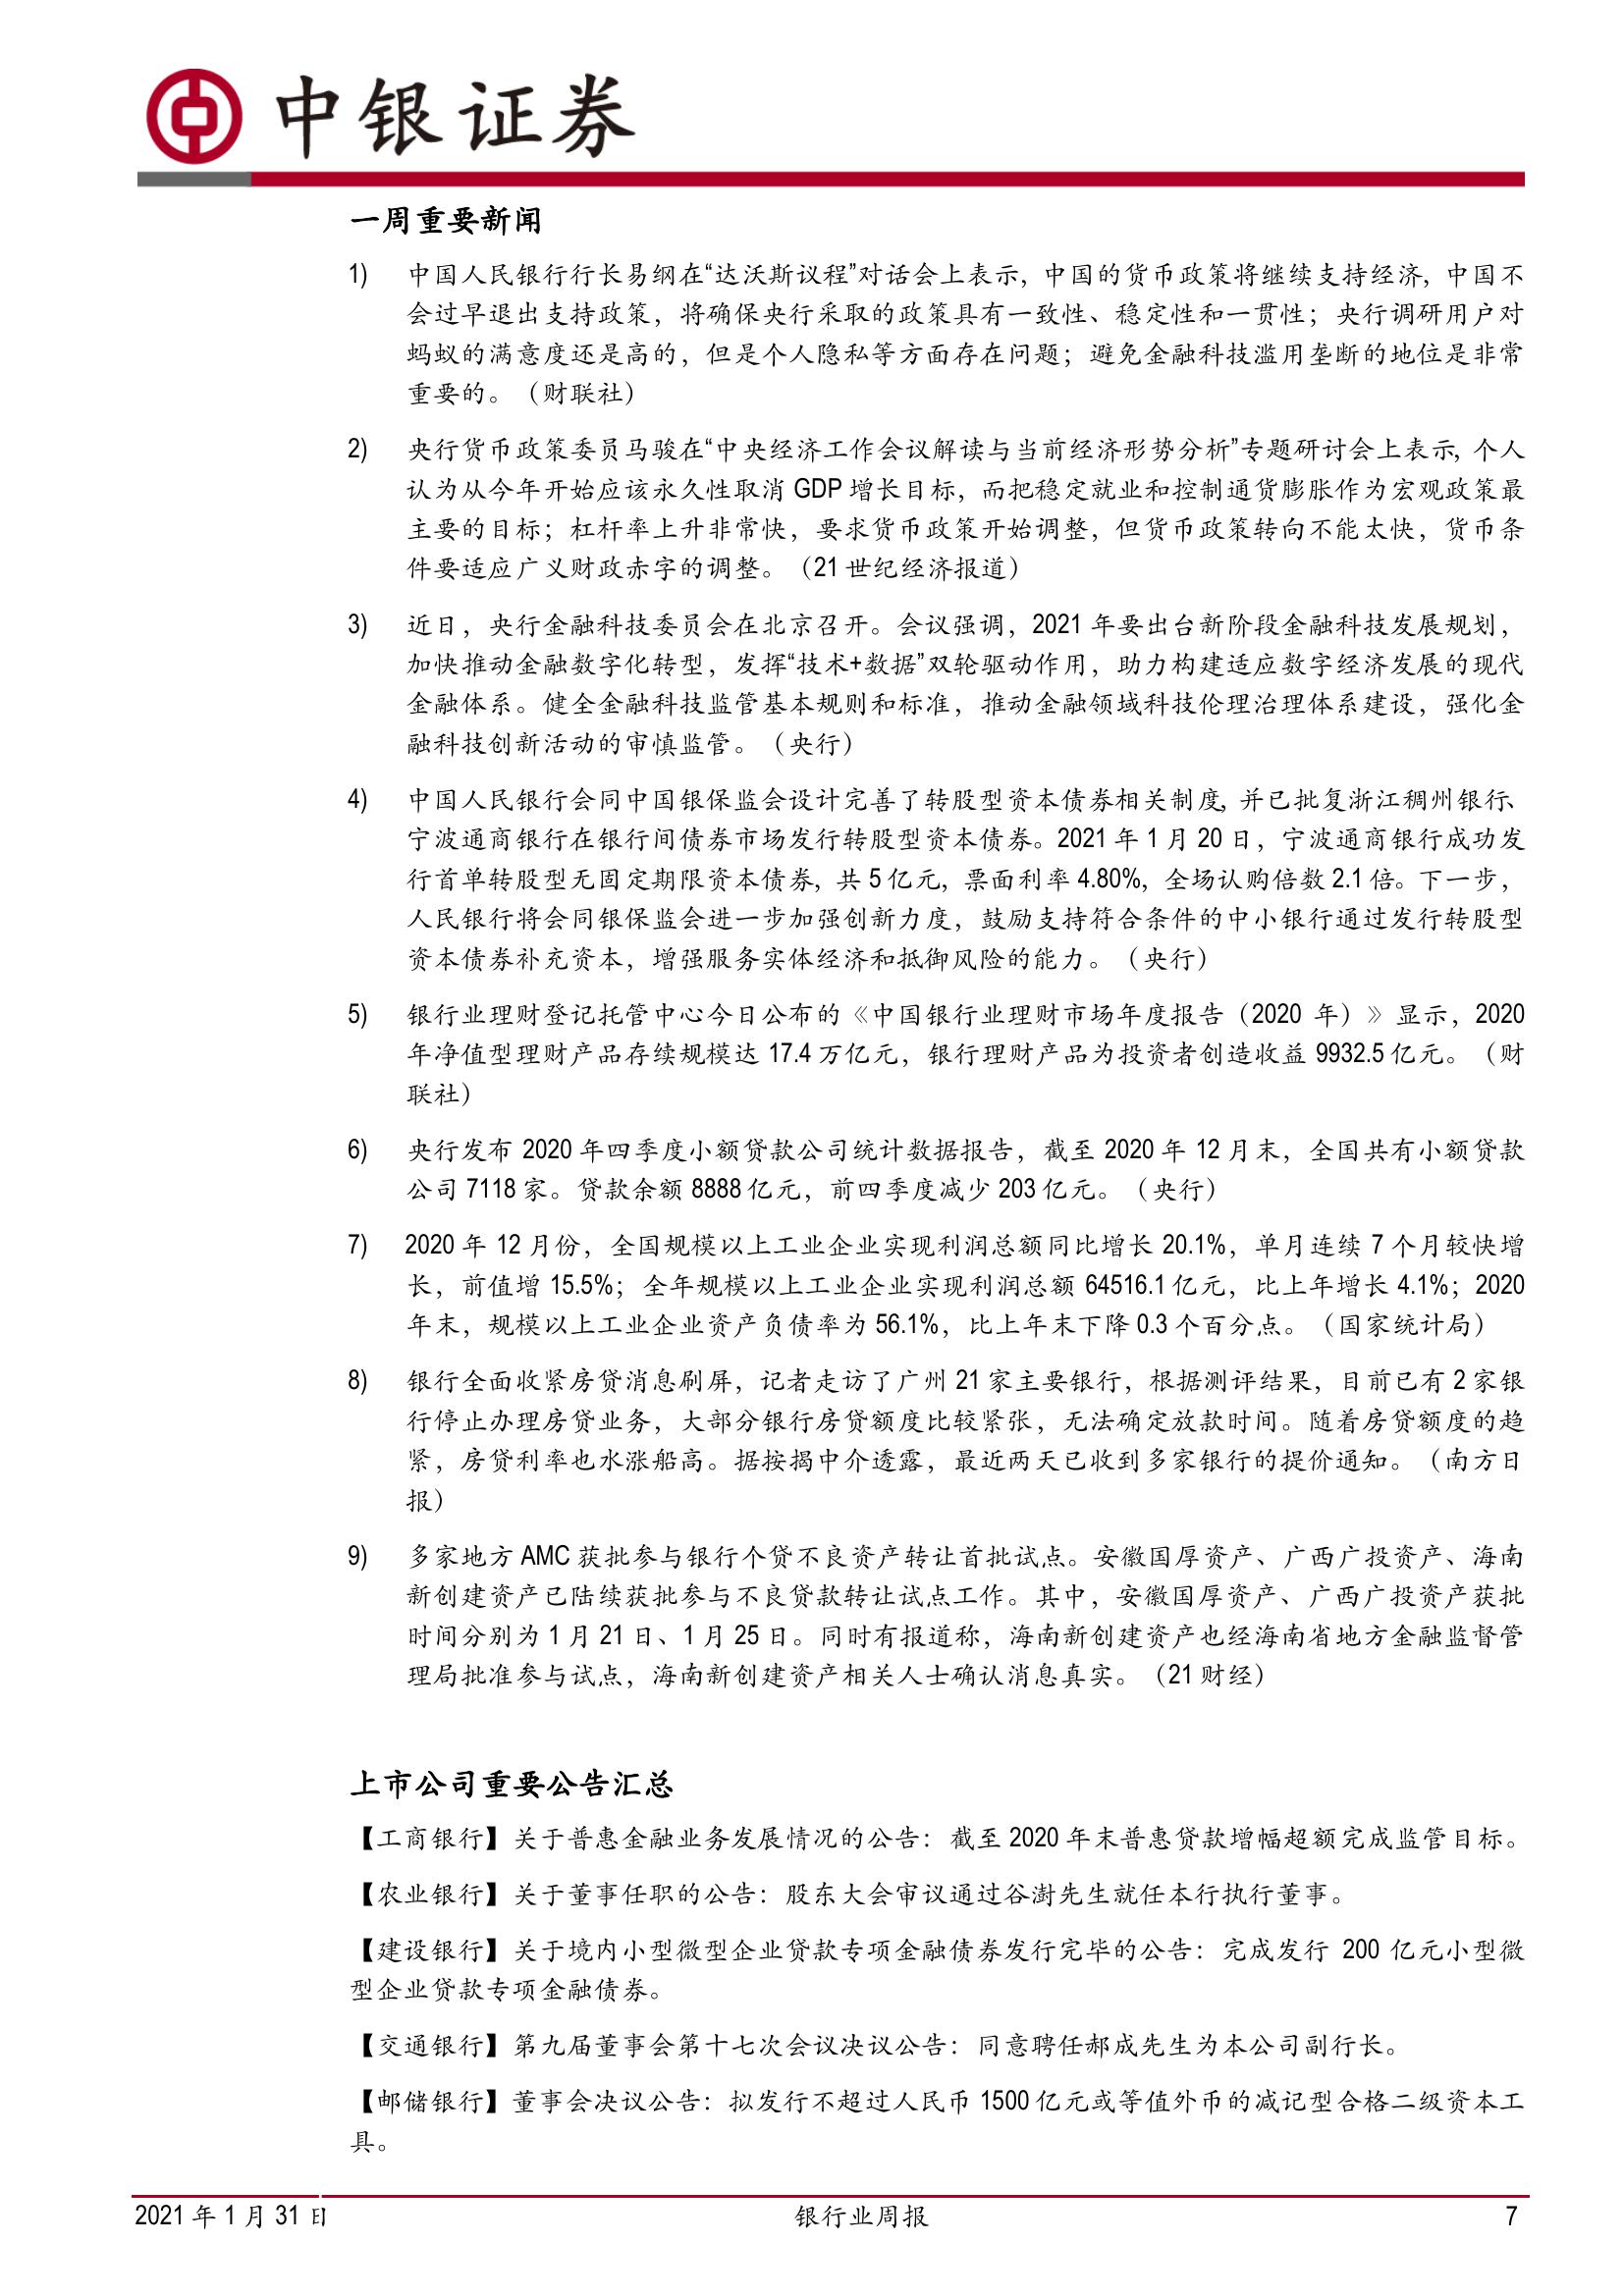 中银证券
一周重要新闻
1) 中国人民银行行长易纲在“达沃斯议程”对话会上表示，中国的货币政策将继续支持经济，中国不
会过早退出支持政策，将确保央行采取的政策具有一致性、稳定性和一贯性；央行调研用户对
蚂蚁的满意度还是高的，但是个人隐私等方面存在问题；避免金融科技滥用垄断的地位是非常
重要的。（财联社）
2) 央行货币政策委员马骏在“中央经济工作会议解读与当前经济形势分析”专题研讨会上表示，个人
认为从今年开始应该永久性取消 GDP 增长目标，而把稳定就业和控制通货膨胀作为宏观政策最
主要的目标；杠杆率上升非常快，要求货币政策开始调整，但货币政策转向不能太快，货币条
件要适应广义财政赤字的调整。（21 世纪经济报道）
3) 近日，央行金融科技委员会在北京召开。会议强调，2021 年要出台新阶段金融科技发展规划，
加快推动金融数字化转型，发挥“技术+数据”双轮驱动作用，助力构建适应数字经济发展的现代
金融体系。健全金融科技监管基本规则和标准，推动金融领域科技伦理治理体系建设，强化金
融科技创新活动的审慎监管。（央行）
4) 中国人民银行会同中国银保监会设计完善了转股型资本债券相关制度，并已批复浙江稠州银行、
宁波通商银行在银行间债券市场发行转股型资本债券。2021 年 1 月 20 日，宁波通商银行成功发
行首单转股型无固定期限资本债券，共 5 亿元，票面利率 4.80%，全场认购倍数 2.1 倍。下一步，
人民银行将会同银保监会进一步加强创新力度，鼓励支持符合条件的中小银行通过发行转股型
资本债券补充资本，增强服务实体经济和抵御风险的能力。（央行）
5) 银行业理财登记托管中心今日公布的《中国银行业理财市场年度报告（2020 年）》显示，2020
年净值型理财产品存续规模达 17.4 万亿元，银行理财产品为投资者创造收益 9932.5 亿元。（财
联社）
6) 央行发布 2020 年四季度小额贷款公司统计数据报告，截至 2020 年 12 月末，全国共有小额贷款
公司 7118 家。贷款余额 8888 亿元，前四季度减少 203 亿元。（央行）
7) 2020 年 12 月份，全国规模以上工业企业实现利润总额同比增长 20.1%，单月连续 7 个月较快增
长，前值增 15.5%；全年规模以上工业企业实现利润总额 64516.1 亿元，比上年增长 4.1%；2020
年末，规模以上工业企业资产负债率为 56.1%，比上年末下降 0.3 个百分点。（国家统计局）
8) 银行全面收紧房贷消息刷屏，记者走访了广州 21 家主要银行，根据测评结果，目前已有 2 家银
行停止办理房贷业务，大部分银行房贷额度比较紧张，无法确定放款时间。随着房贷额度的趋
紧，房贷利率也水涨船高。据按揭中介透露，最近两天已收到多家银行的提价通知。（南方日
报）
9) 多家地方 AMC 获批参与银行个贷不良资产转让首批试点。安徽国厚资产、广西广投资产、海南
新创建资产已陆续获批参与不良贷款转让试点工作。其中，安徽国厚资产、广西广投资产获批
时间分别为 1 月 21 日、1 月 25 日。同时有报道称，海南新创建资产也经海南省地方金融监督管
理局批准参与试点，海南新创建资产相关人士确认消息真实。（21 财经）
上市公司重要公告汇总
【工商银行】关于普惠金融业务发展情况的公告：截至 2020 年末普惠贷款增幅超额完成监管目标。
【农业银行】关于董事任职的公告：股东大会审议通过谷澍先生就任本行执行董事。
【建设银行】关于境内小型微型企业贷款专项金融债券发行完毕的公告：完成发行 200 亿元小型微
型企业贷款专项金融债券。
【交通银行】第九届董事会第十七次会议决议公告：同意聘任郝成先生为本公司副行长。
【邮储银行】董事会决议公告：拟发行不超过人民币 1500 亿元或等值外币的减记型合格二级资本工
具。
2021 年 1 月 31 日 银行业周报 7